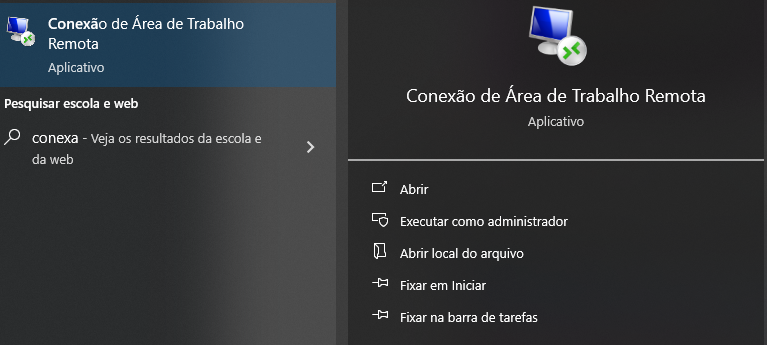 Conexão de Área de Trabalho
Remota
Aplicativo
Pesquisar escola e web
conexa - Veja os resultados da escola e
da web
Conexão de Área de Trabalho Remota
Aplicativo
Abrir
Executar como administrador
Abrir local do arquivo
Fixar em Iniciar
Fixar na barra de tarefas